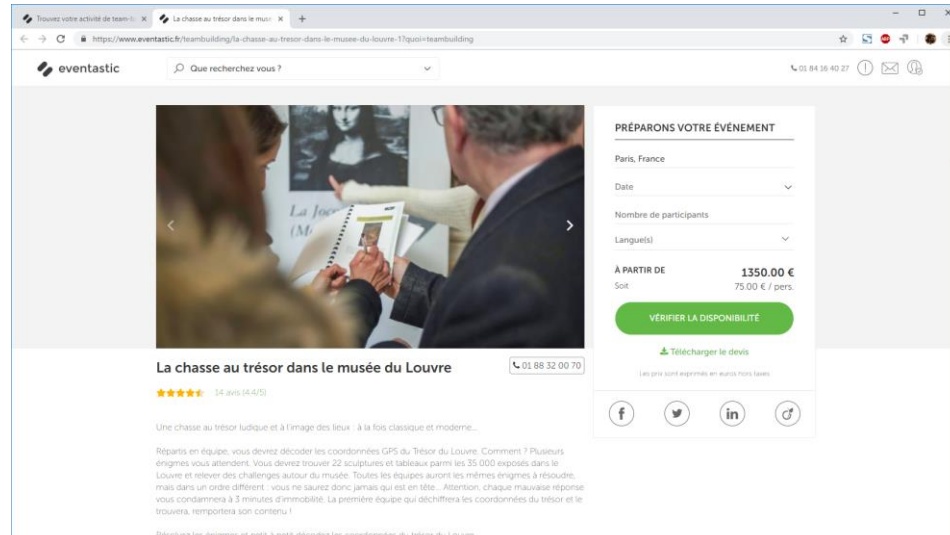 Trouvez votre activité de team-b
La chasse au trésor dans le musé
https://www.eventastic.fr/teambuilding/la-chasse-au-tresor-dans-le-musee-du-louvre-1?quoi=teambuilding
eventastic
Que recherchez vous ?
01 84 16 40 27
La Joco
(M
PRÉPARONS VOTRE ÉVÉNEMENT
Paris, France
Date
Nombre de participants
Langue(s)
À PARTIR DE 1350.00 €
Soit 75.00 € / pers.
VÉRIFIER LA DISPONIBILITÉ
Télécharger le devis
Les prix sont exprimés en euros hors taxes
La chasse au trésor dans le musée du Louvre
01 88 32 00 70
14 avis (4.4/5)
Une chasse au trésor ludique et à l'image des lieux : à la fois classique et moderne...
Répartis en équipe, vous devrez décoder les coordonnées GPS du Trésor du Louvre. Comment ? Plusieurs
énigmes vous attendent. Vous devrez trouver 22 sculptures et tableaux parmi les 35 000 exposés dans le
Louvre et relever des challenges autour du musée. Toutes les équipes auront les mêmes énigmes à résoudre,
mais dans un ordre différent : vous ne saurez donc jamais qui est en tête... Attention, chaque mauvaise réponse
vous condamnera à 3 minutes d'immobilité. La première équipe qui déchiffrera les coordonnées du trésor et le
trouvera, remportera son contenu !